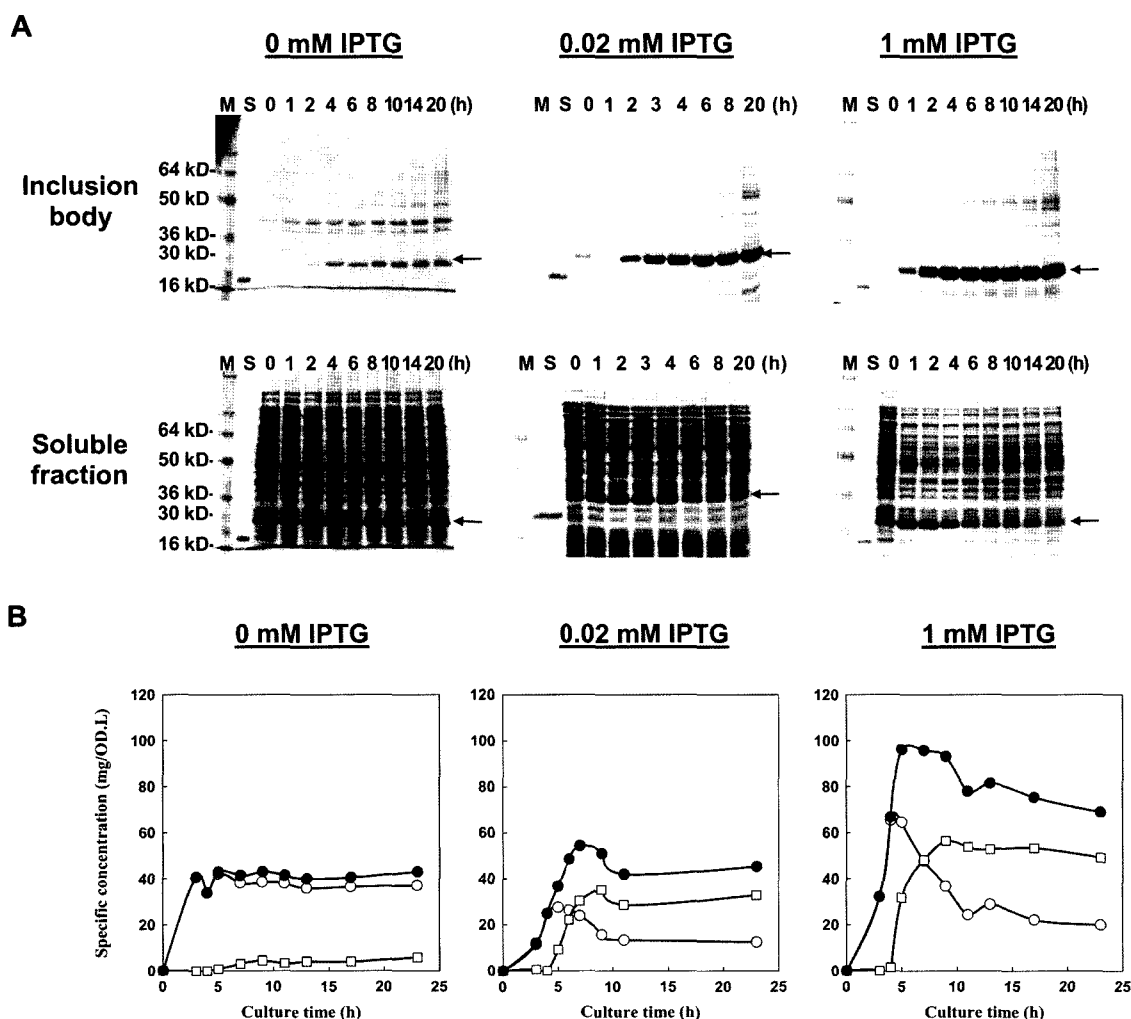 A
0 mM IPTG
0.02 mM IPTG
1 mM IPTG
M S 0 1 2 4 6 8 10 14 20 (h)
M S 0 1 2 3 4 6 8 20 (h)
M S 0 1 2 4 6 8 10 14 20 (h)
Inclusion
body
64 kD-
50 kD
36 kD-
30 kD-
16 kD-
M S 0 1 2 4 6 8 10 14 20 (h)
M S 0 1 2 3 4 6 8 20 (h)
M S 0 1 2 4 6 8 10 14 20 (h)
Soluble
fraction
64 kD-
50 kD-
36 kD-
30 kD-
16 kD-
B
0 mM IPTG
0.02 mM IPTG
1 mM IPTG
Specific concentration (mg/OD.L)
120
100
80
60
40
20
0
0 5 10 15 20 25
Culture time (h)
120
100
80
60
40
20
0
0 5 10 15 20 25
Culture time (h)
120
100
80
60
40
20
0
0 5 10 15 20 25
Culture time (h)